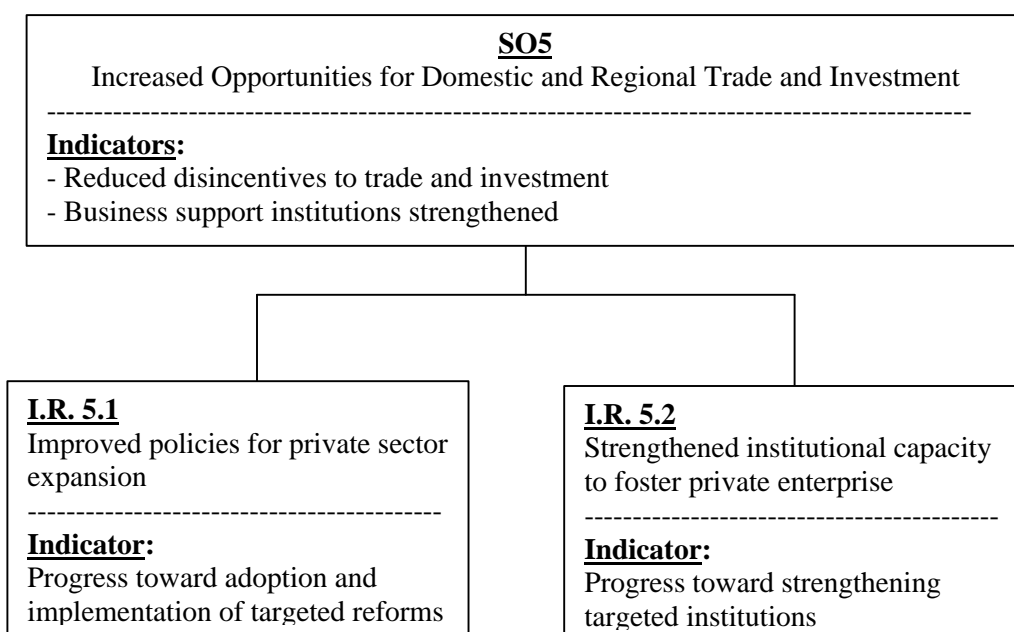 SO5
Increased Opportunities for Domestic and Regional Trade and Investment
------------------------------------------------------------------------------------------------
Indicators:
- Reduced disincentives to trade and investment
- Business support institutions strengthened
I.R. 5.1
Improved policies for private sector
expansion
-------------------------------------------
Indicator:
Progress toward adoption and
implementation of targeted reforms
I.R. 5.2
Strengthened institutional capacity
to foster private enterprise
-------------------------------------------
Indicator:
Progress toward strengthening
targeted institutions